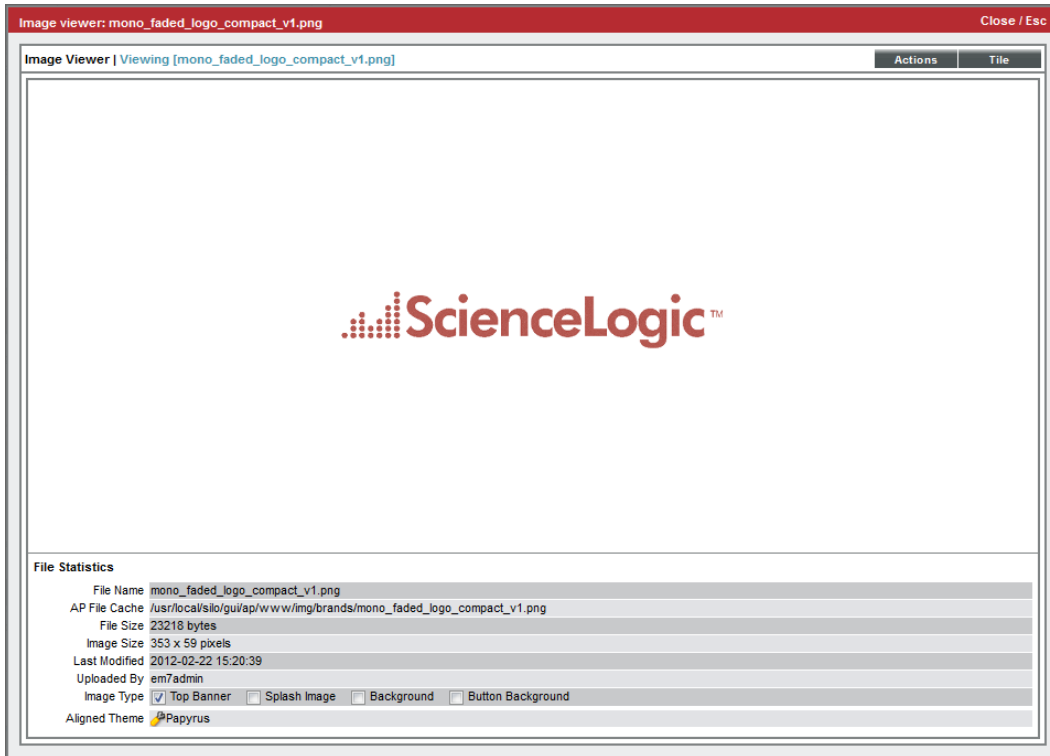 Image viewer: mono_faded_logo_compact_v1.png Close / Esc
Image Viewer | Viewing [mono_faded_logo_compact_v1.png] Actions Tile
ScienceLogic™
File Statistics
File Name mono_faded_logo_compact_v1.png
AP File Cache /usr/local/silo/gui/ap/www/img/brands/mono_faded_logo_compact_v1.png
File Size 23218 bytes
Image Size 353 x 59 pixels
Last Modified 2012-02-22 15:20:39
Uploaded By em7admin
Image Type Top Banner Splash Image Background Button Background
Aligned Theme Papyrus